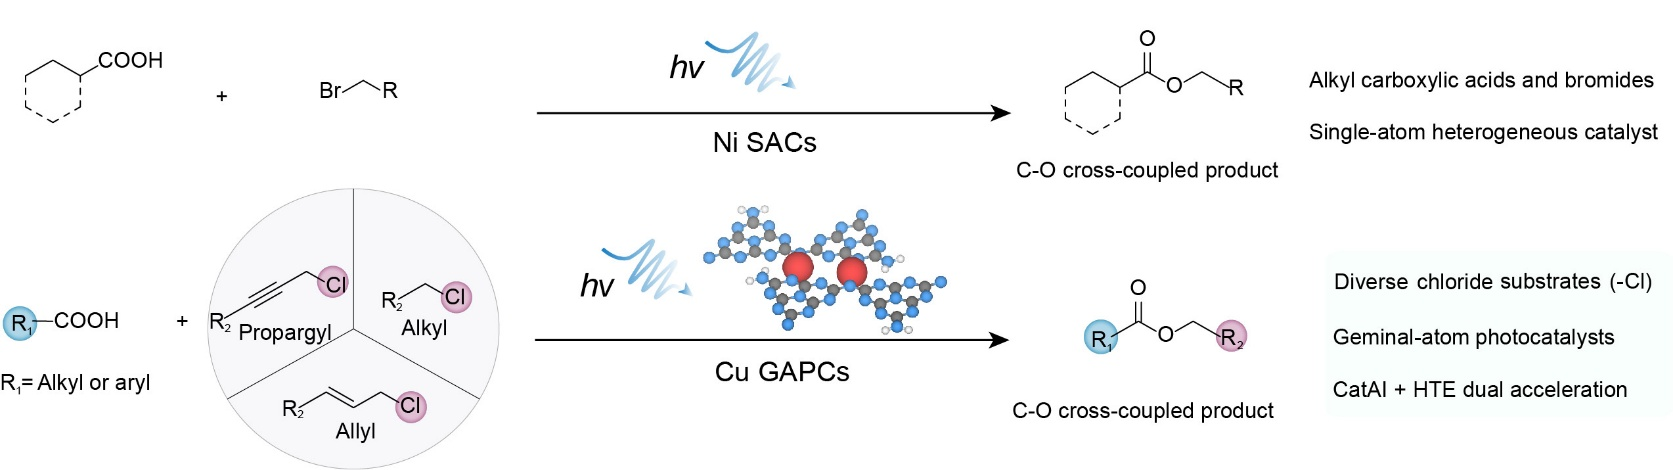 COOH
+
Br R
hv
Ni SACs
O
O
R
C-O cross-coupled product
Alkyl carboxylic acids and bromides
Single-atom heterogeneous catalyst
R1 COOH
R1= Alkyl or aryl
+
Cl
R2
Propargyl
R2 Cl
Alkyl
R2 Cl
Allyl
hv
Cu GAPCs
O
R1 O R2
C-O cross-coupled product
Diverse chloride substrates (-Cl)
Geminal-atom photocatalysts
CatAI + HTE dual acceleration